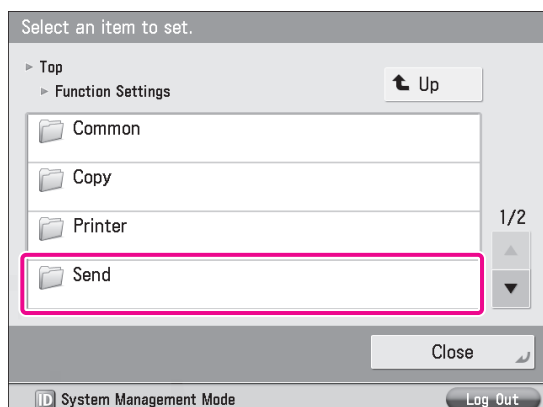 Select an item to set.
Top
Function Settings
Up
Common
Copy
Printer
1/2
Send
Close
ID System Management Mode
Log Out